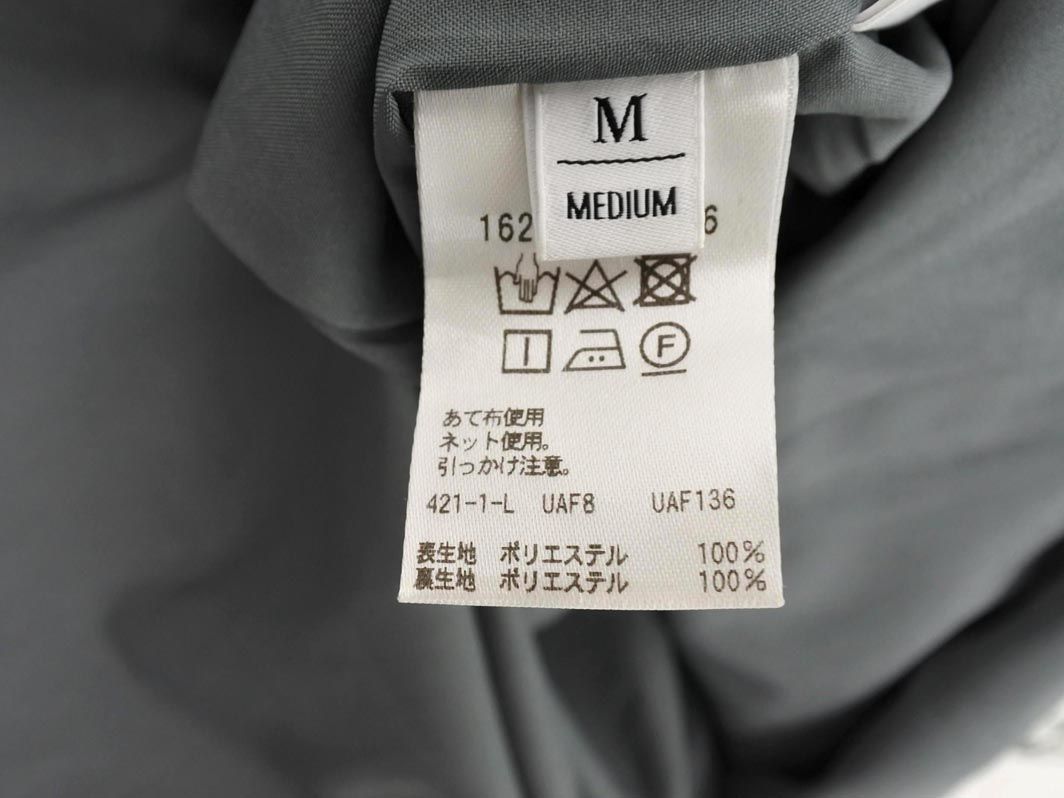 M
MEDIUM
162 6
F
あて布使用
ネット使用。
引っかけ注意。
421-1-L UAF8 UAF136
表生地 ポリエステル 100%
裏生地 ポリエステル 100%